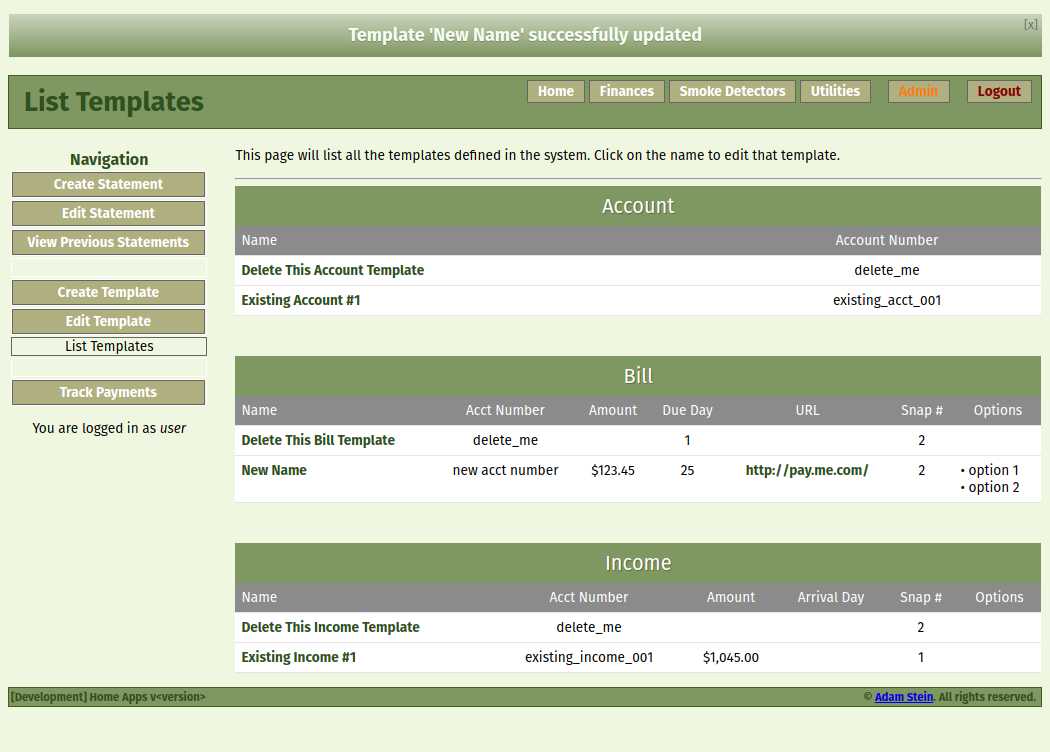 Template 'New Name' successfully updated
[x]
List Templates
Home Finances Smoke Detectors Utilities Admin Logout
Navigation
Create Statement
Edit Statement
View Previous Statements
Create Template
Edit Template
List Templates
Track Payments
You are logged in as user
This page will list all the templates defined in the system. Click on the name to edit that template.
Account
Name Account Number
Delete This Account Template delete_me
Existing Account #1 existing_acct_001
Bill
Name Acct Number Amount Due Day URL Snap # Options
Delete This Bill Template delete_me 1 2
New Name new acct number $123.45 25 http://pay.me.com/ 2 • option 1
• option 2
Income
Name Acct Number Amount Arrival Day Snap # Options
Delete This Income Template delete_me 2
Existing Income #1 existing_income_001 $1,045.00 1
[Development] Home Apps v<version> © Adam Stein. All rights reserved.